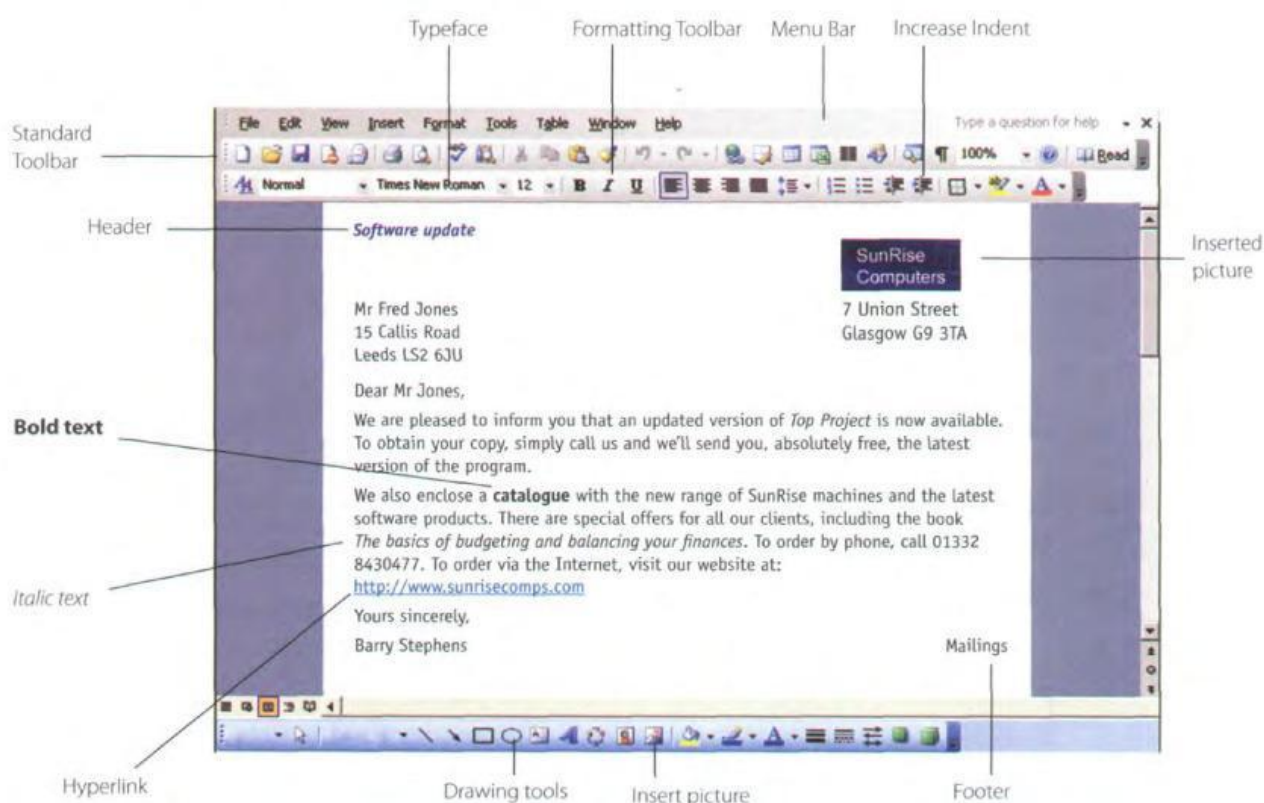 Typeface
Formatting Toolbar
Menu Bar
Increase Indent
Standard
Toolbar
File Edit View Insert Format Tools Table Window Help Type a question for help
100% Read
Normal Times New Roman 12 B I U
Header
Software update
SunRise
Computers
Inserted
picture
Mr Fred Jones
15 Callis Road
Leeds LS2 6JU
7 Union Street
Glasgow G9 3TA
Dear Mr Jones,
Bold text
We are pleased to inform you that an updated version of Top Project is now available.
To obtain your copy, simply call us and we'll send you, absolutely free, the latest
version of the program.
We also enclose a catalogue with the new range of SunRise machines and the latest
software products. There are special offers for all our clients, including the book
The basics of budgeting and balancing your finances. To order by phone, call 01332
8430477. To order via the Internet, visit our website at:
http://www.sunrisecomps.com
Italic text
Yours sincerely,
Barry Stephens
Mailings
Hyperlink
Drawing tools
Insert picture
Footer